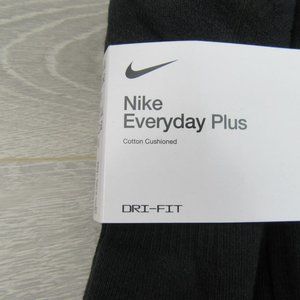 Nike
Everyday Plus
Cotton Cushioned
DRI-FIT